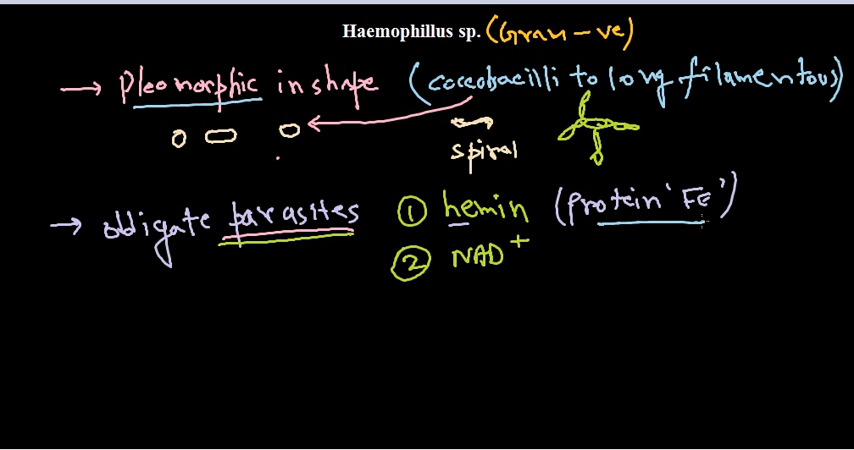 Haemophillus sp. (Gram -ve)
→ Pleomorphic in shape (coccobacilli to long filamentous)
spiral
→ obligate parasites ① hemin (protein 'Fe')
② NAD+